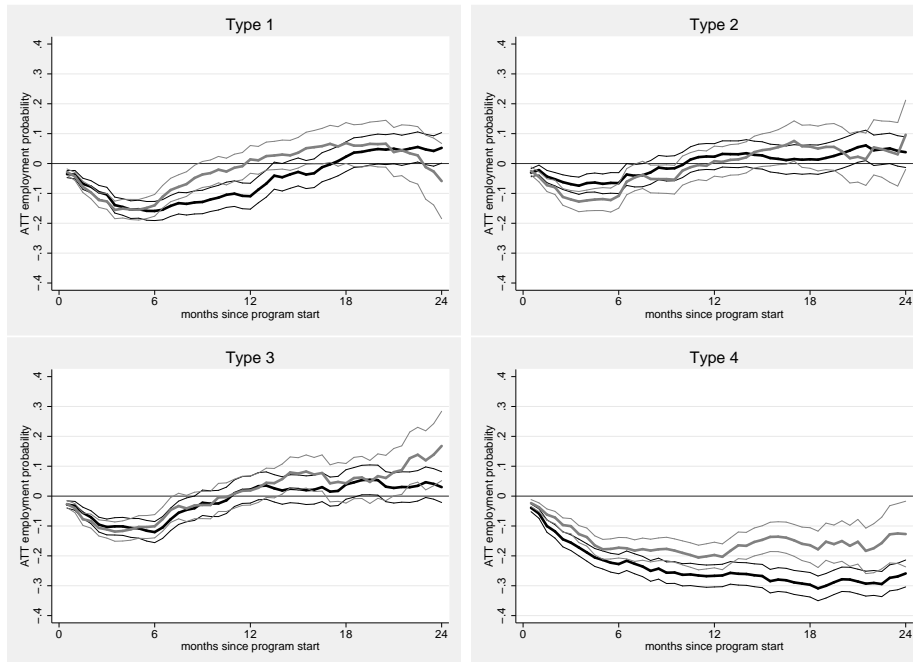 Type 1
ATT employment probability
.4
.3
.2
.1
0
−.1
−.2
−.3
−.4
0 6 12 18 24
months since program start
Type 2
ATT employment probability
.4
.3
.2
.1
0
−.1
−.2
−.3
−.4
0 6 12 18 24
months since program start
Type 3
ATT employment probability
.4
.3
.2
.1
0
−.1
−.2
−.3
−.4
0 6 12 18 24
months since program start
Type 4
ATT employment probability
.4
.3
.2
.1
0
−.1
−.2
−.3
−.4
0 6 12 18 24
months since program start